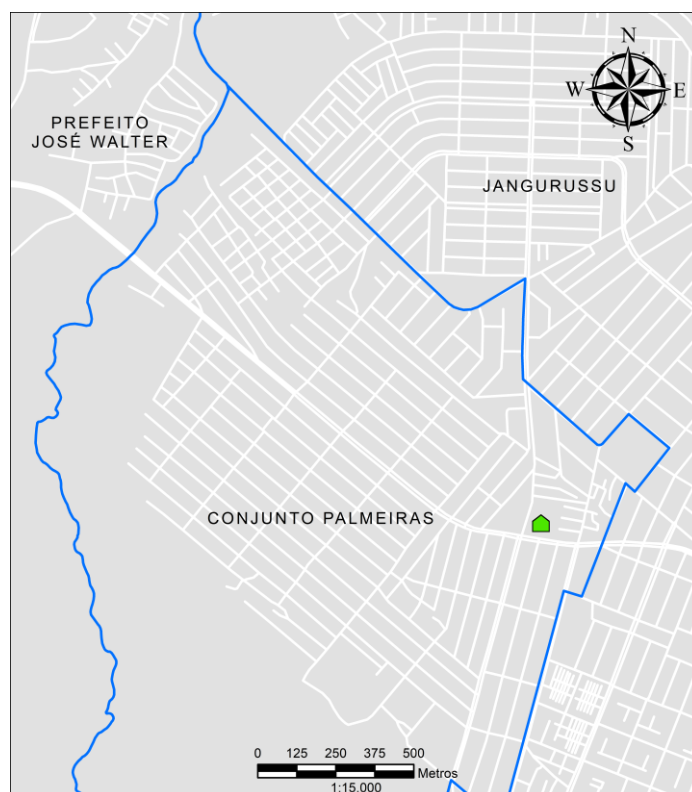 N
W E
S
PREFEITO
JOSÉ WALTER
JANGURUSSU
CONJUNTO PALMEIRAS
0 125 250 375 500
Metros
1:15.000